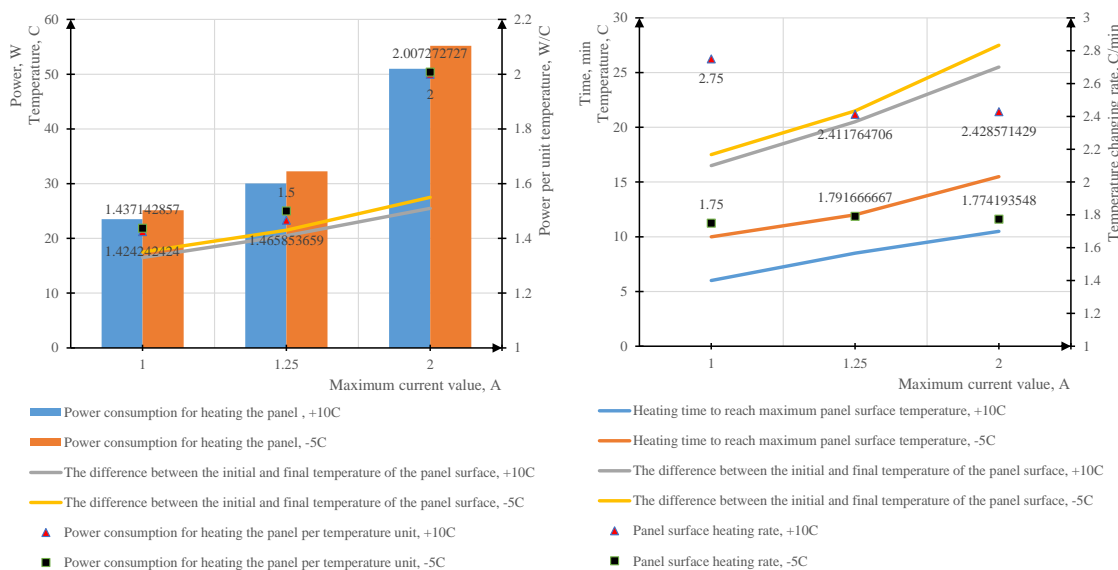 Power, W
Temperature, C
60
50
40
30
20
10
0
2.2
2
1.8
1.6
1.4
1.2
1
Power per unit temperature, W/C
2.007272727
2
1.5
1.437142857
1.424242424
1.465853659
1
1.25
2
Maximum current value, A
Power consumption for heating the panel , +10C
Power consumption for heating the panel, -5C
The difference between the initial and final temperature of the panel surface, +10C
The difference between the initial and final temperature of the panel surface, -5C
Power consumption for heating the panel per temperature unit, +10C
Power consumption for heating the panel per temperature unit, -5C
Time, min
Temperature, C
30
25
20
15
10
5
0
3
2.8
2.6
2.4
2.2
2
1.8
1.6
1.4
1.2
1
Temperature changing rate, C/min
2.75
2.411764706
2.428571429
1.75
1.791666667
1.774193548
1
1.25
2
Maximum current value, A
Heating time to reach maximum panel surface temperature, +10C
Heating time to reach maximum panel surface temperature, -5C
The difference between the initial and final temperature of the panel surface, +10C
The difference between the initial and final temperature of the panel surface, -5C
Panel surface heating rate, +10C
Panel surface heating rate, -5C